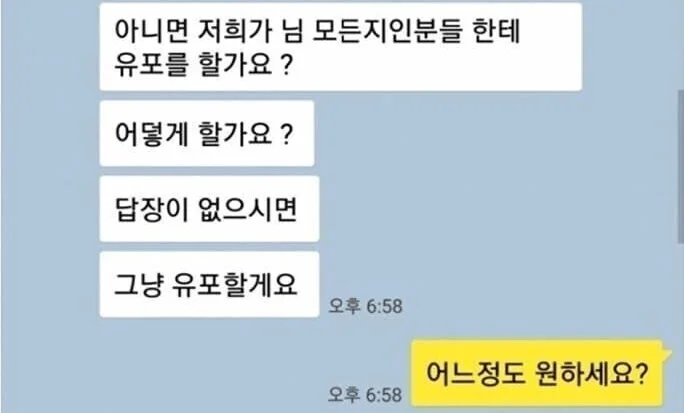 아니면 저희가 님 모든지인분들 한테
유포를 할가요 ?
어덯게 할가요 ?
답장이 없으시면
그냥 유포할게요
오후 6:58
어느정도 원하세요?
오후 6:58